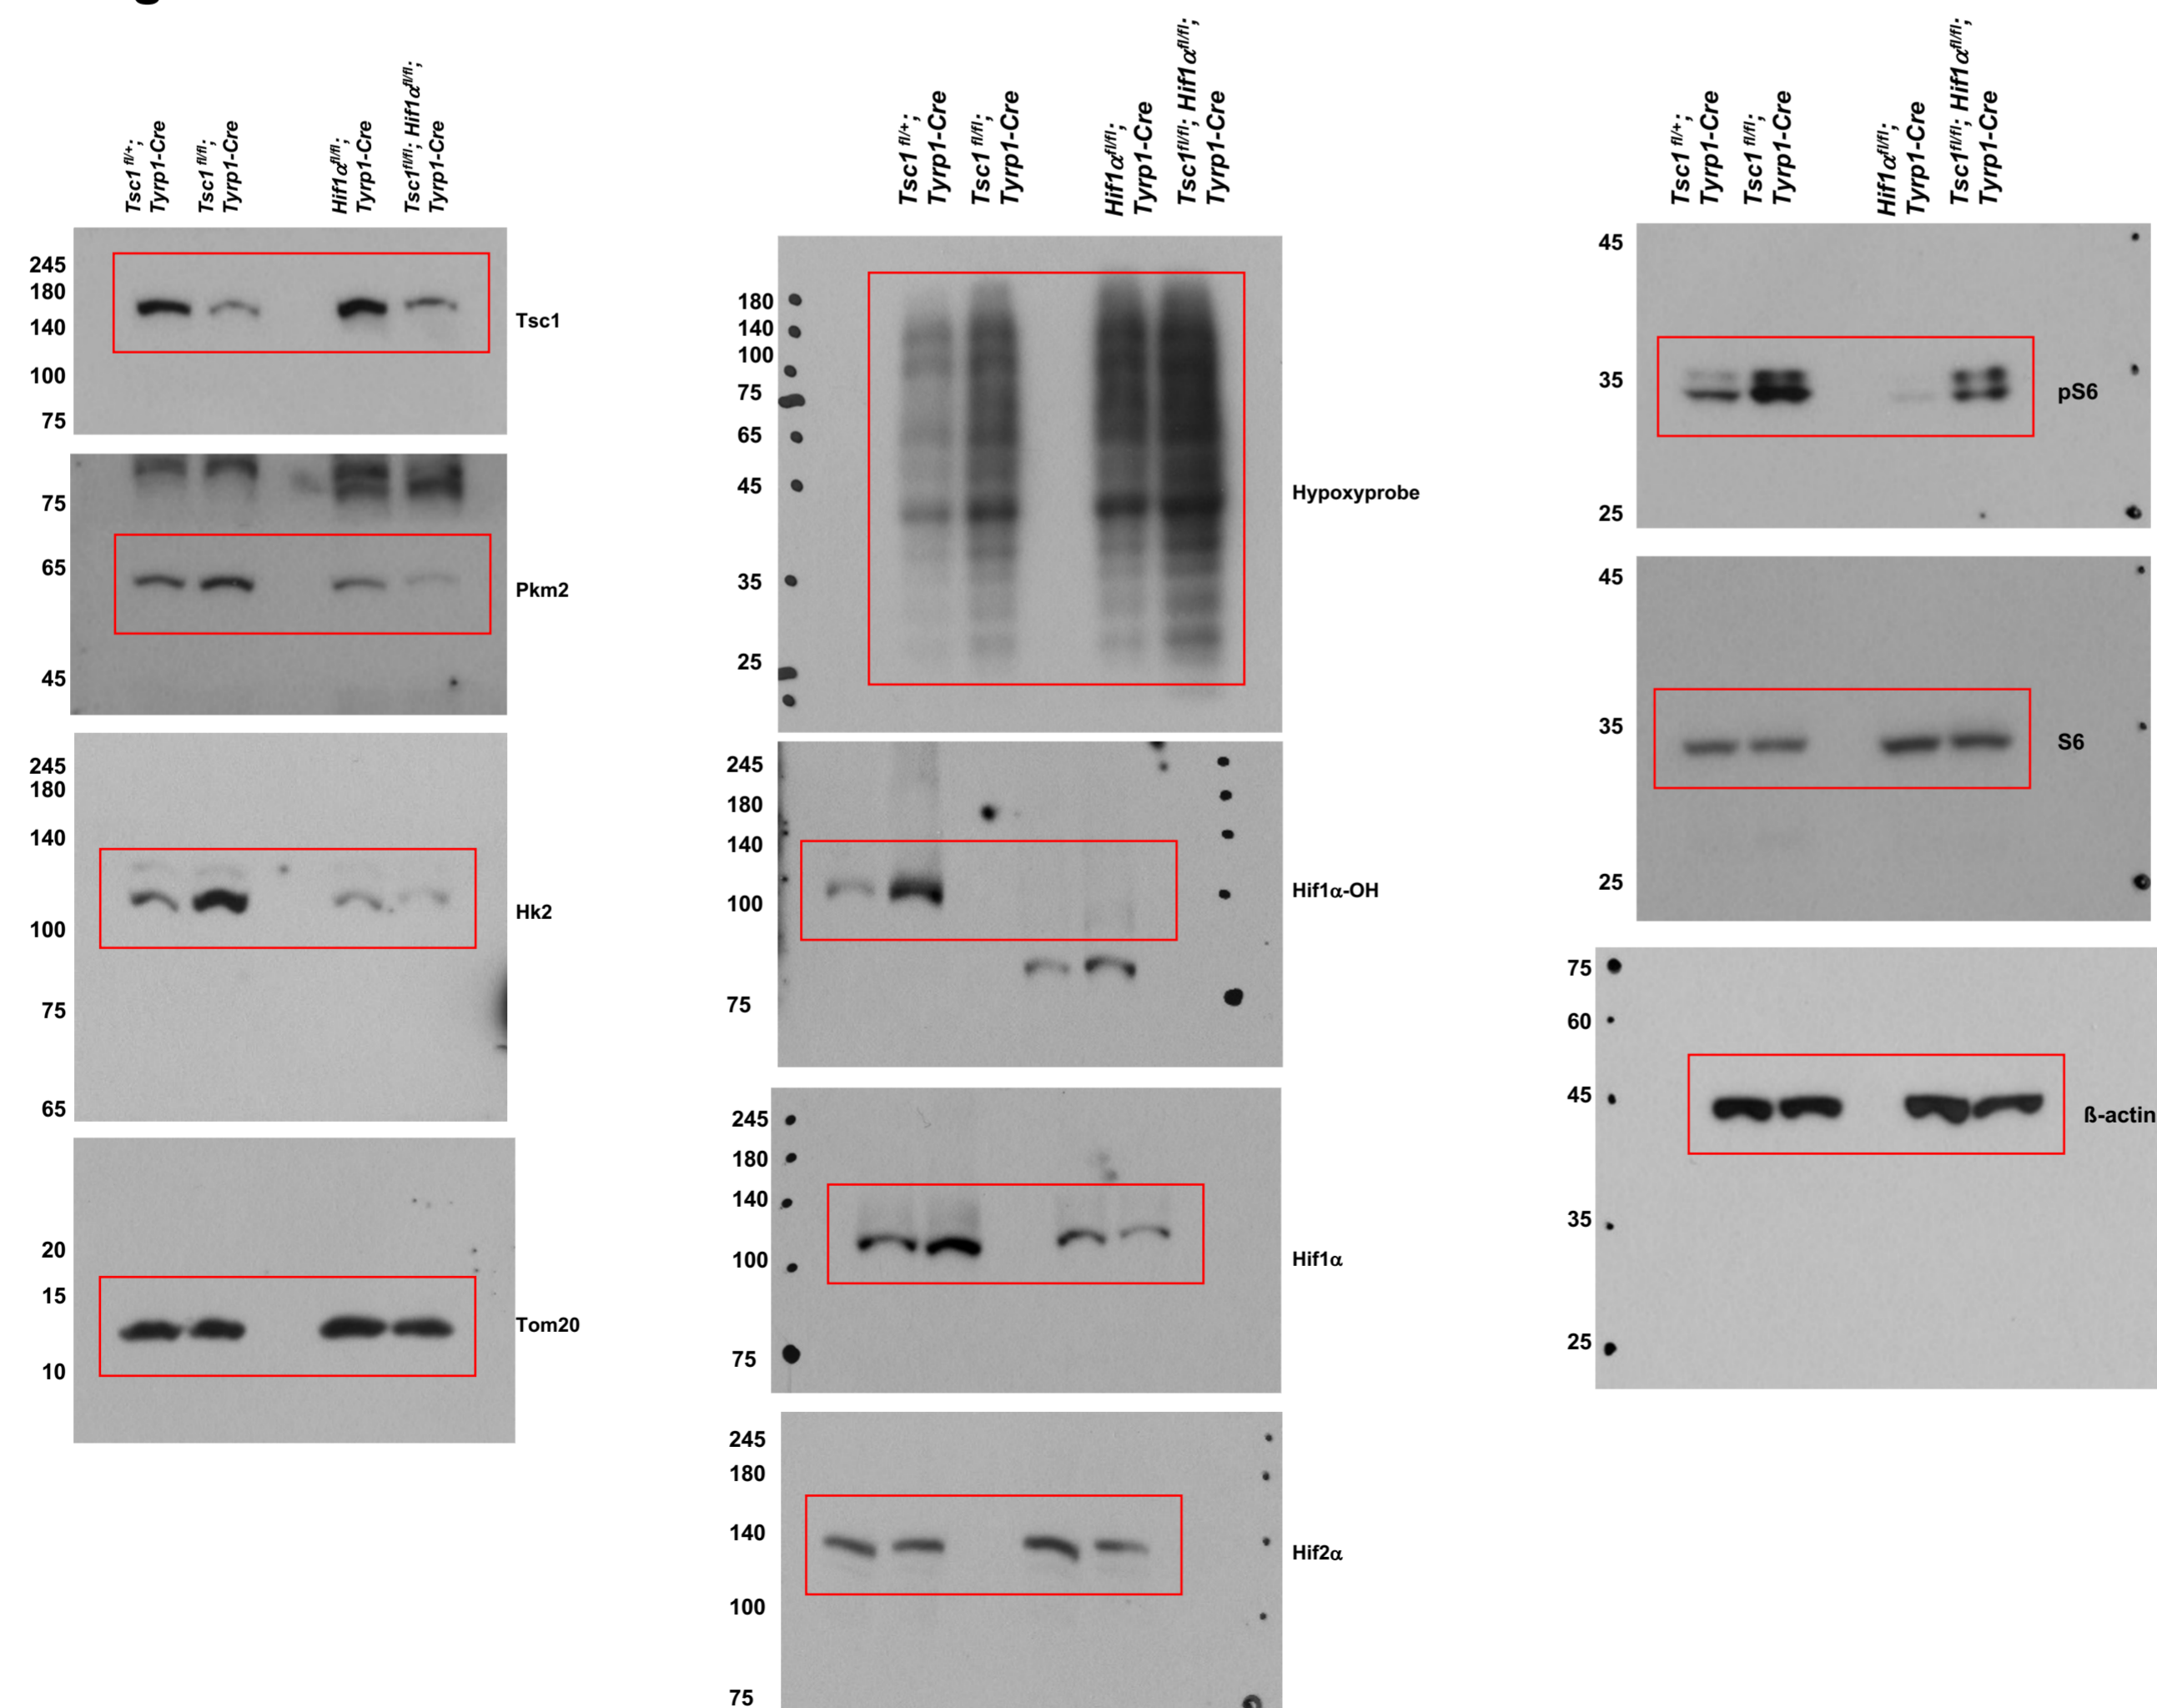 g
Tsc1 fl/+;
Tyrp1-Cre
Tsc1 fl/fl;
Tyrp1-Cre
Hif1αfl/fl;
Tyrp1-Cre
Tsc1fl/fl; Hif1αfl/fl;
Tyrp1-Cre
245
180
140
100
75
Tsc1
75
65
45
Pkm2
245
180
140
100
75
65
Hk2
20
15
10
Tom20
Tsc1 fl/+;
Tyrp1-Cre
Tsc1 fl/fl;
Tyrp1-Cre
Hif1αfl/fl;
Tyrp1-Cre
Tsc1fl/fl; Hif1αfl/fl;
Tyrp1-Cre
180
140
100
75
65
45
35
25
Hypoxyprobe
245
180
140
100
75
Hif1α-OH
245
180
140
100
75
Hif1α
245
180
140
100
75
Hif2α
Tsc1 fl/+;
Tyrp1-Cre
Tsc1 fl/fl;
Tyrp1-Cre
Hif1αfl/fl;
Tyrp1-Cre
Tsc1fl/fl; Hif1αfl/fl;
Tyrp1-Cre
45
35
25
pS6
45
35
25
S6
75
60
45
35
25
ß-actin